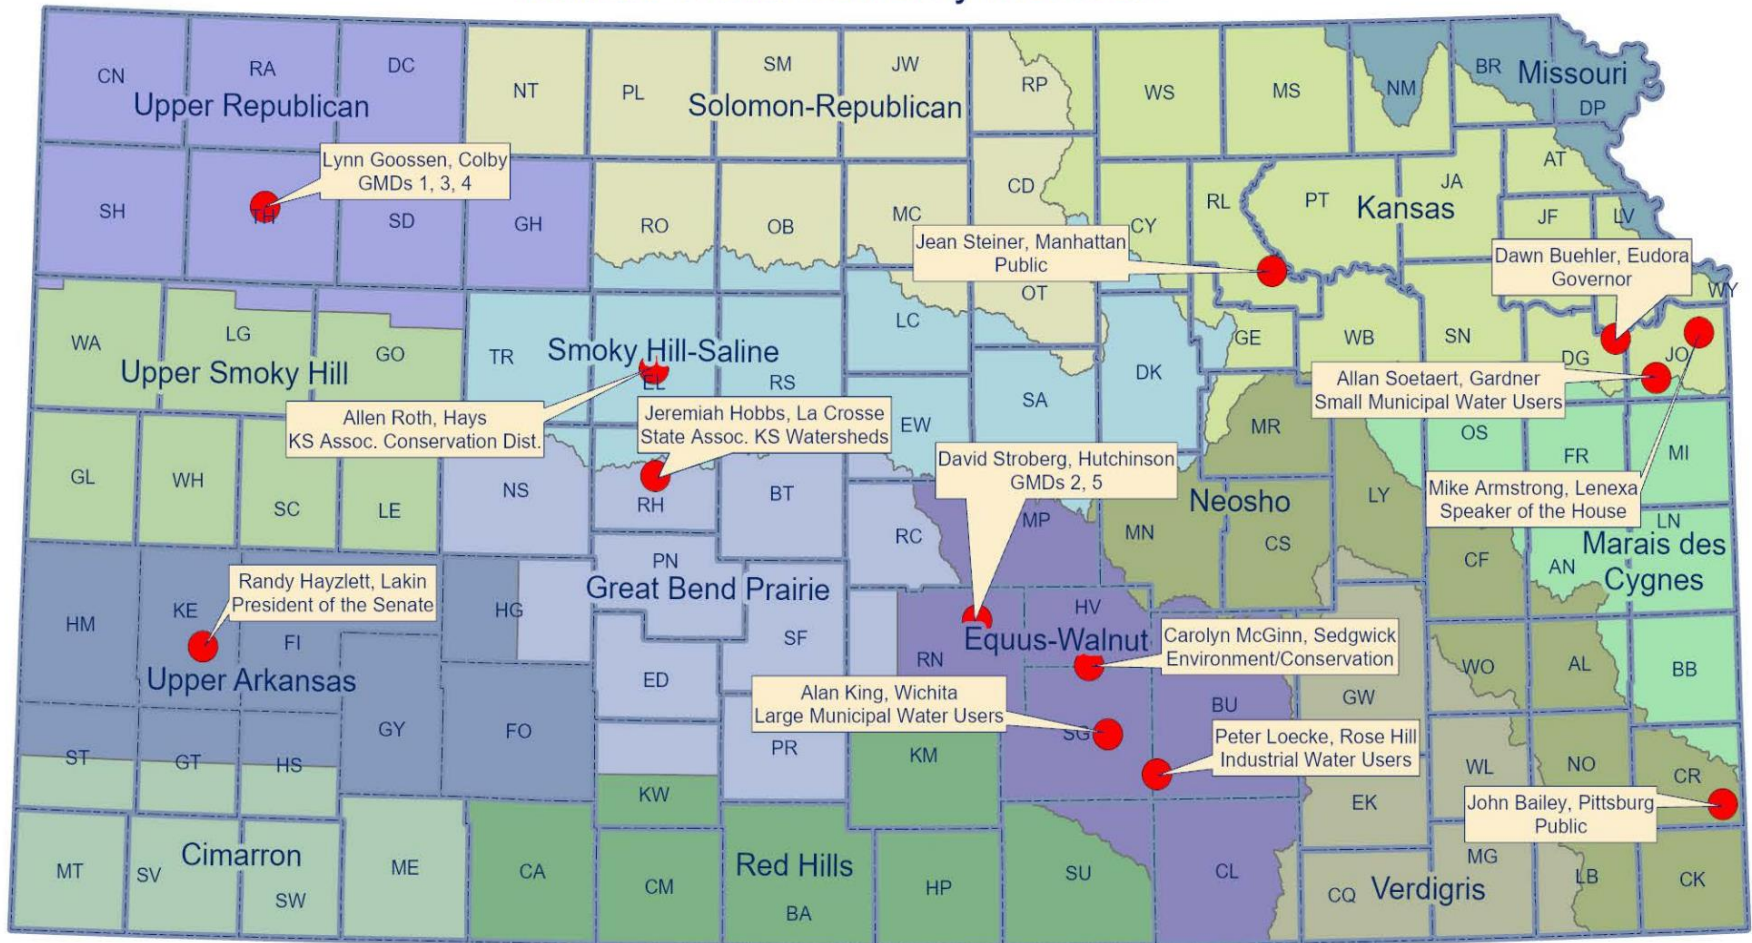 CN
RA
DC
NT
PL
SM
JW
RP
WS
MS
NM
BR
Missouri
DP
Upper Republican
Solomon-Republican
Lynn Goossen, Colby
GMDs 1, 3, 4
SH
TH
SD
GH
RO
OB
MC
CD
CY
RL
PT
Kansas
JA
AT
JF
LV
Jean Steiner, Manhattan
Public
Dawn Buehler, Eudora
Governor
WY
OT
WA
LG
GO
Upper Smoky Hill
TR
Smoky Hill-Saline
EL
RS
LC
DK
GE
WB
SN
DG
JO
SA
Allan Soetaert, Gardner
Small Municipal Water Users
Allen Roth, Hays
KS Assoc. Conservation Dist.
Jeremiah Hobbs, La Crosse
State Assoc. KS Watersheds
EW
MR
OS
FR
MI
David Stroberg, Hutchinson
GMDs 2, 5
GL
WH
SC
LE
NS
RH
BT
RC
MP
Neosho
LY
MN
CS
Mike Armstrong, Lenexa
Speaker of the House
LN
Marais des
Cygnes
CF
AN
Randy Hayzlett, Lakin
President of the Senate
PN
Great Bend Prairie
HM
KE
FI
HG
Upper Arkansas
SF
HV
Equus-Walnut
RN
Carolyn McGinn, Sedgwick
Environment/Conservation
WO
AL
BB
ED
Alan King, Wichita
Large Municipal Water Users
GW
BU
SG
GY
FO
PR
KM
Peter Loecke, Rose Hill
Industrial Water Users
ST
GT
HS
WL
NO
CR
KW
EK
John Bailey, Pittsburg
Public
MT
SV
Cimarron
SW
ME
CA
CM
Red Hills
BA
HP
SU
CL
CQ
Verdigris
MG
LB
CK